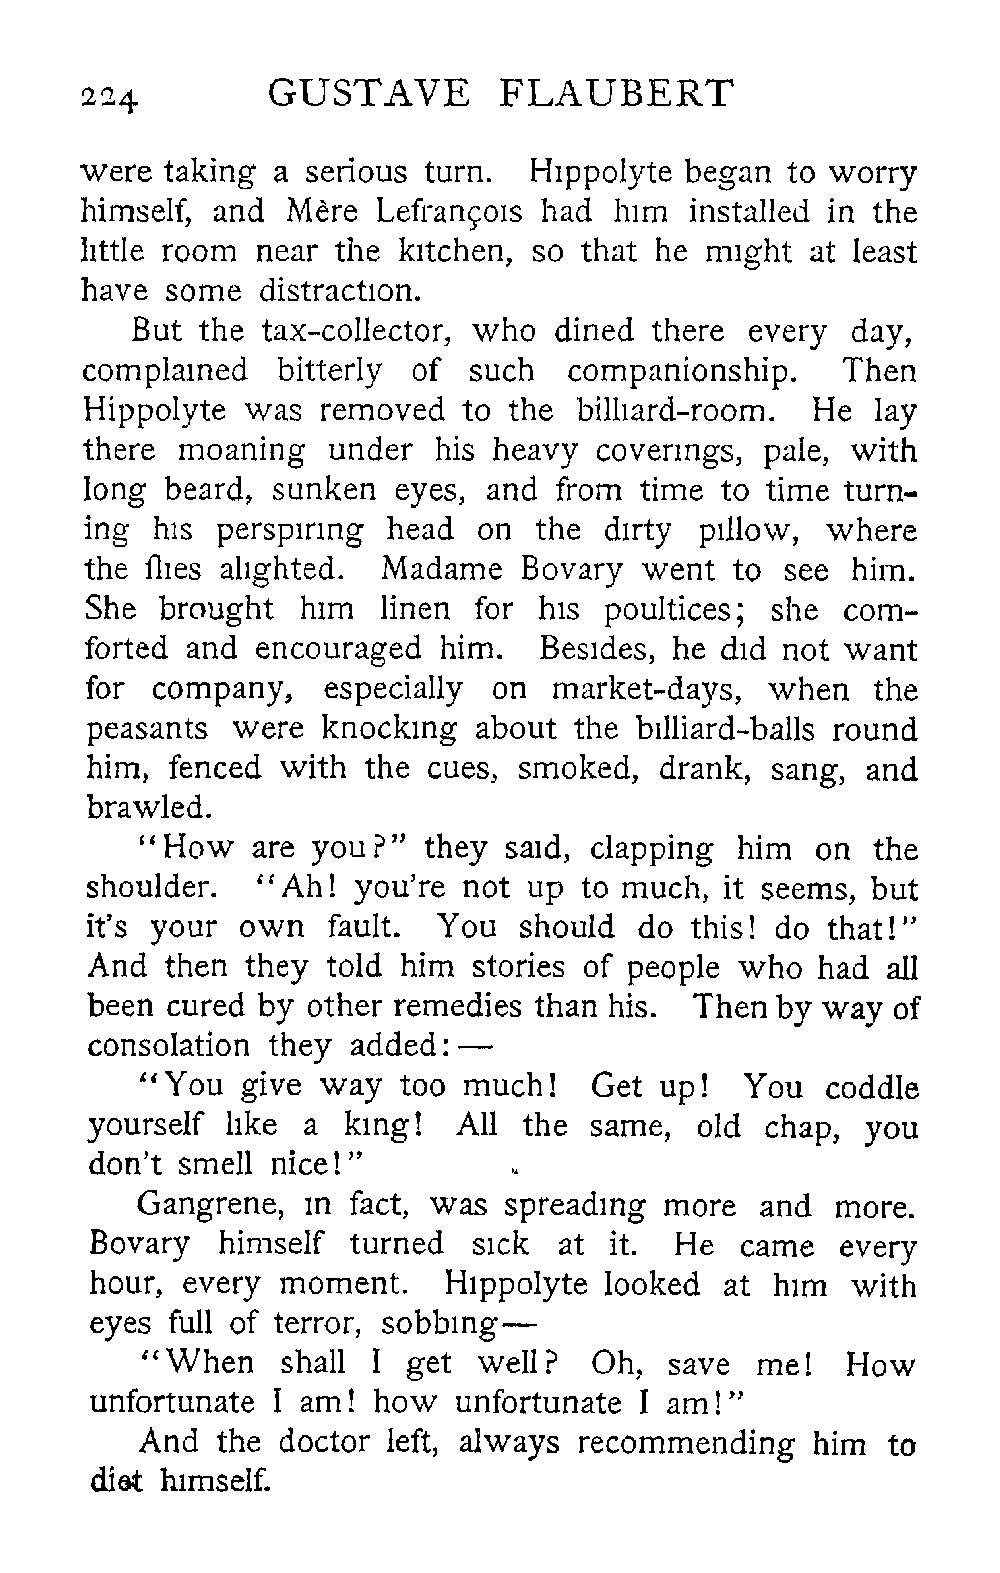 224 GUSTAVE FLAUBERT
were taking a serious turn. Hippolyte began to worry
himself, and Mère Lefrançois had him installed in the
little room near the kitchen, so that he might at least
have some distraction.
But the tax-collector, who dined there every day,
complained bitterly of such companionship. Then
Hippolyte was removed to the billiard-room. He lay
there moaning under his heavy coverings, pale, with
long beard, sunken eyes, and from time to time turn-
ing his perspiring head on the dirty pillow, where
the flies alighted. Madame Bovary went to see him.
She brought him linen for his poultices; she com-
forted and encouraged him. Besides, he did not want
for company, especially on market-days, when the
peasants were knocking about the billiard-balls round
him, fenced with the cues, smoked, drank, sang, and
brawled.
"How are you?" they said, clapping him on the
shoulder. "Ah! you're not up to much, it seems, but
it's your own fault. You should do this! do that!"
And then they told him stories of people who had all
been cured by other remedies than his. Then by way of
consolation they added:—
"You give way too much! Get up! You coddle
yourself like a king! All the same, old chap, you
don't smell nice!"
Gangrene, in fact, was spreading more and more.
Bovary himself turned sick at it. He came every
hour, every moment. Hippolyte looked at him with
eyes full of terror, sobbing—
"When shall I get well? Oh, save me! How
unfortunate I am! how unfortunate I am!"
And the doctor left, always recommending him to
diet himself.